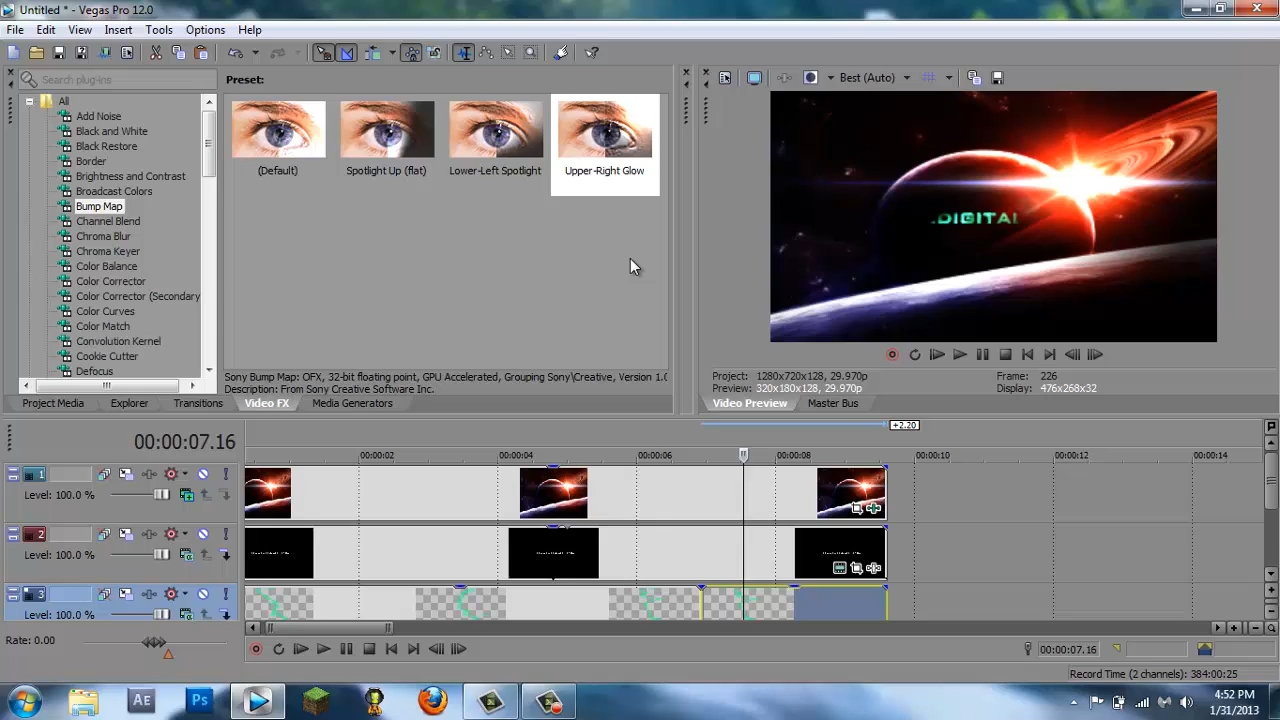 Untitled * - Vegas Pro 12.0
File Edit View Insert Tools Options Help
Search plug-ins
Preset:
Best (Auto)
All
Add Noise
Black and White
Black Restore
Border
Brightness and Contrast
Broadcast Colors
Bump Map
Channel Blend
Chroma Blur
Chroma Keyer
Color Balance
Color Corrector
Color Corrector (Secondary
Color Curves
Color Match
Convolution Kernel
Cookie Cutter
Defocus
(Default) Spotlight Up (flat) Lower-Left Spotlight Upper-Right Glow
.DIGITAL
Sony Bump Map: OFX, 32-bit floating point, GPU Accelerated, Grouping Sony\Creative, Version 1.0
Description: From Sony Creative Software Inc.
Project: 1280x720x128, 29.970p Frame: 226
Preview: 320x180x128, 29.970p Display: 476x268x32
Project Media Explorer Transitions Video FX Media Generators
Video Preview Master Bus
+2.20
00:00:07.16
00:00:02 00:00:04 00:00:06 00:00:08 00:00:10 00:00:12 00:00:14
1
Level: 100.0 %
2
Level: 100.0 %
3
Level: 100.0 %
Rate: 0.00
00:00:07.16
Record Time (2 channels): 384:00:25
Ae Ps
4:52 PM
1/31/2013